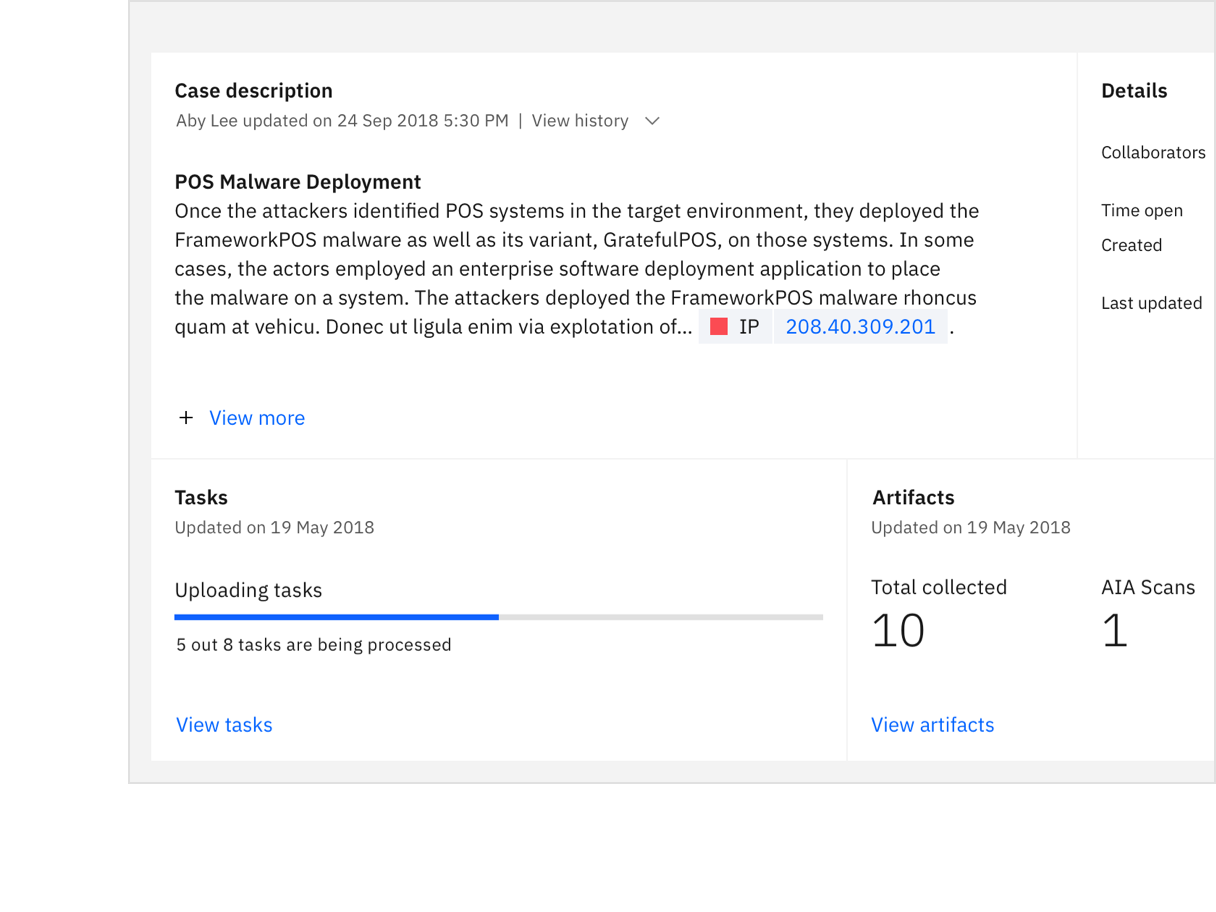 Case description
Aby Lee updated on 24 Sep 2018 5:30 PM | View history
POS Malware Deployment
Once the attackers identified POS systems in the target environment, they deployed the
FrameworkPOS malware as well as its variant, GratefulPOS, on those systems. In some
cases, the actors employed an enterprise software deployment application to place
the malware on a system. The attackers deployed the FrameworkPOS malware rhoncus
quam at vehicu. Donec ut ligula enim via explotation of... IP 208.40.309.201 .
+ View more
Details
Collaborators
Time open
Created
Last updated
Tasks
Updated on 19 May 2018
Uploading tasks
5 out 8 tasks are being processed
View tasks
Artifacts
Updated on 19 May 2018
Total collected
10
AIA Scans
1
View artifacts